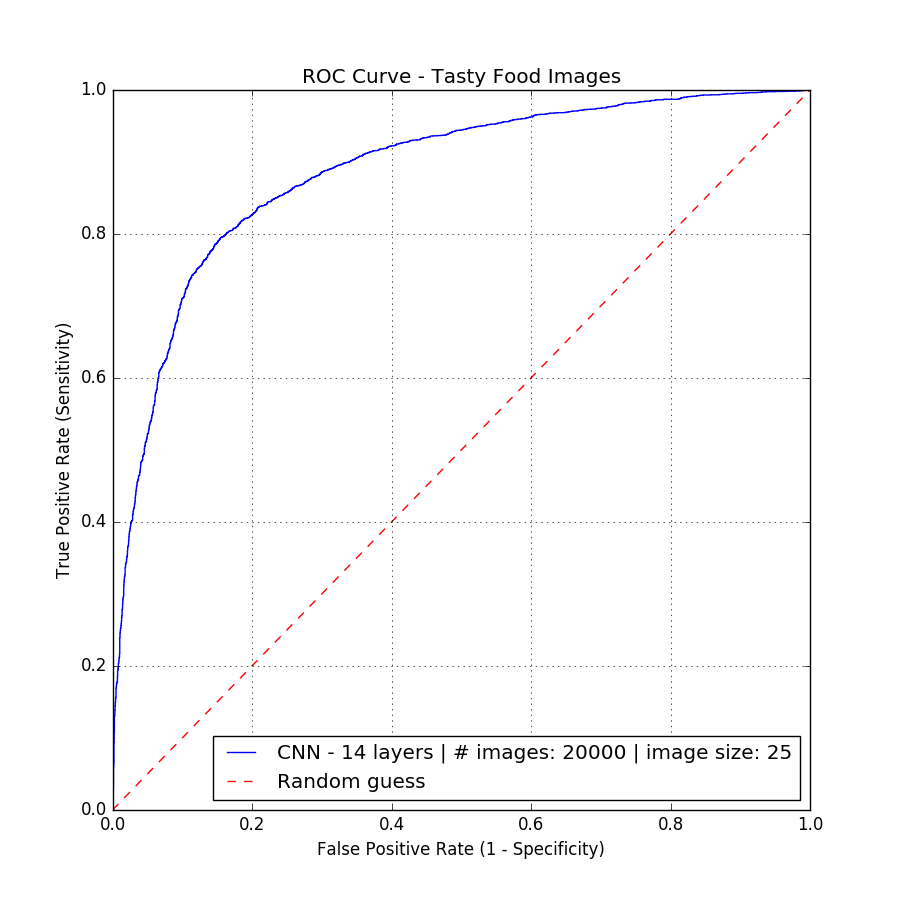 ROC Curve - Tasty Food Images
1.0
0.8
0.6
0.4
0.2
0.0
True Positive Rate (Sensitivity)
CNN - 14 layers | # images: 20000 | image size: 25
Random guess
0.0 0.2 0.4 0.6 0.8 1.0
False Positive Rate (1 - Specificity)